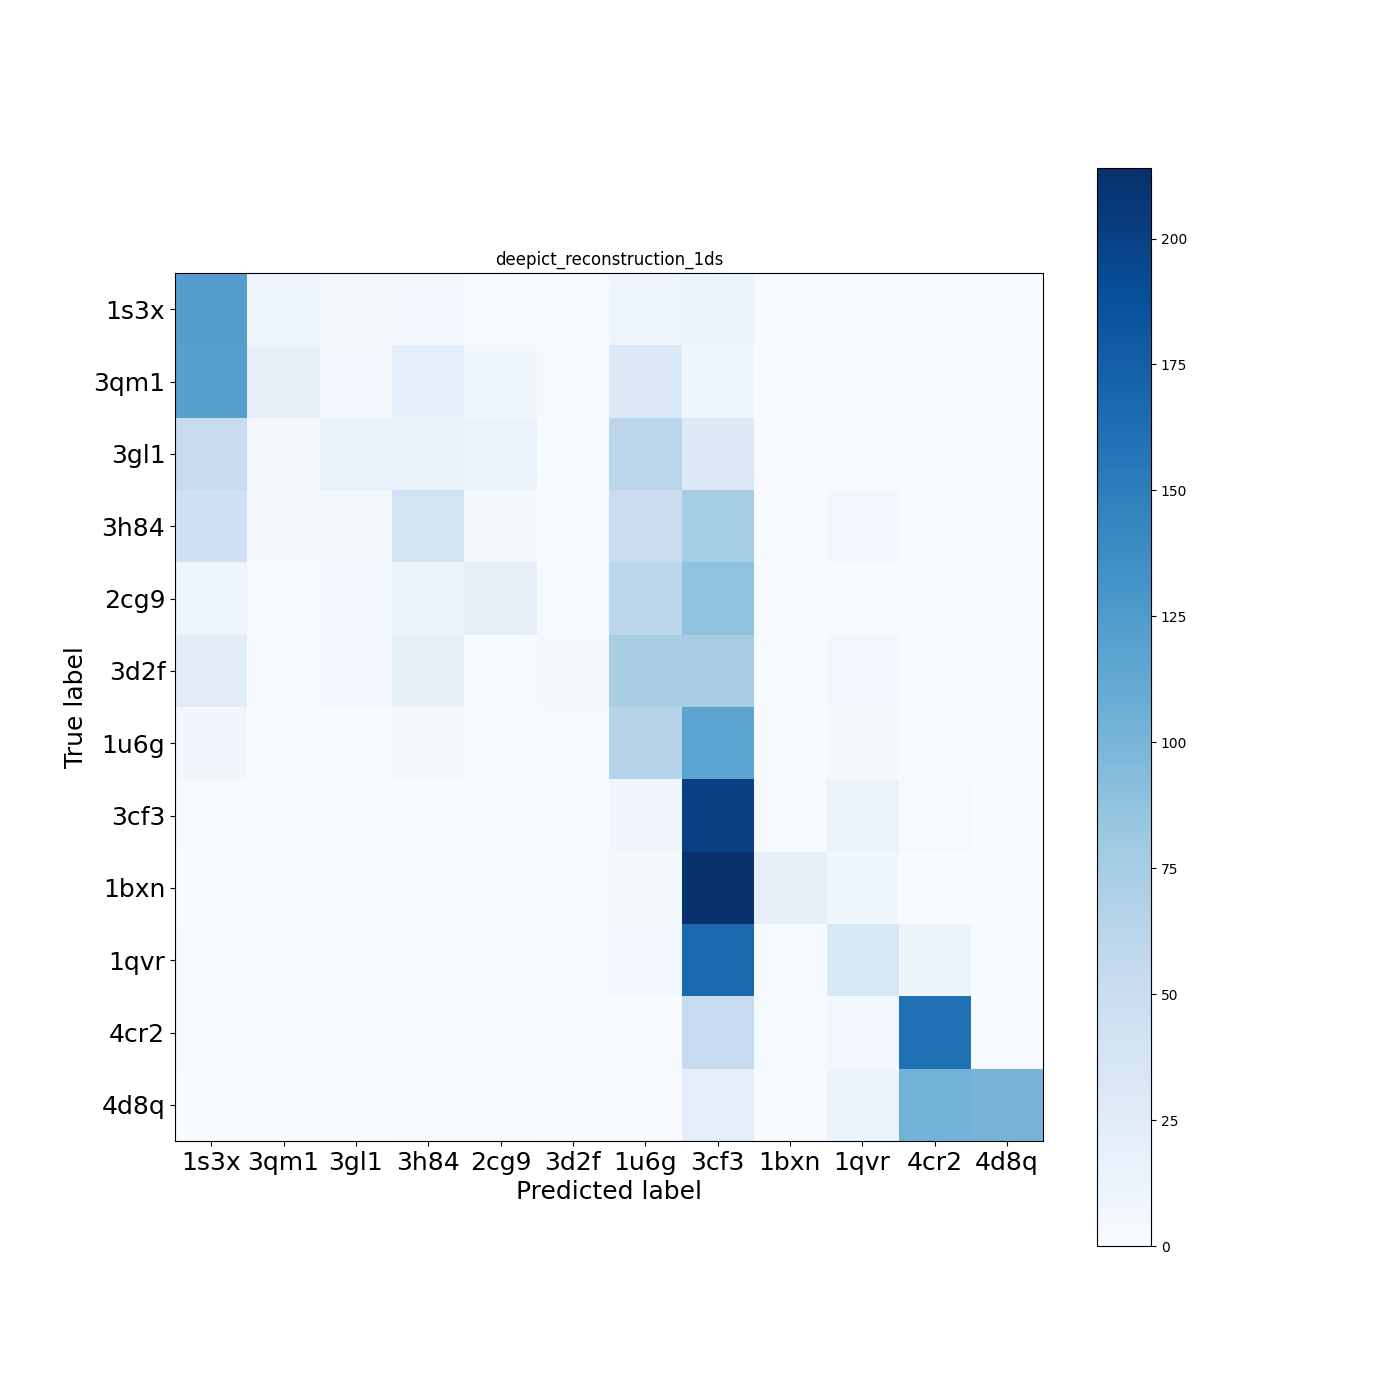 deepict_reconstruction_1ds
True label
1s3x
3qm1
3gl1
3h84
2cg9
3d2f
1u6g
3cf3
1bxn
1qvr
4cr2
4d8q
1s3x 3qm1 3gl1 3h84 2cg9 3d2f 1u6g 3cf3 1bxn 1qvr 4cr2 4d8q
Predicted label
200
175
150
125
100
75
50
25
0